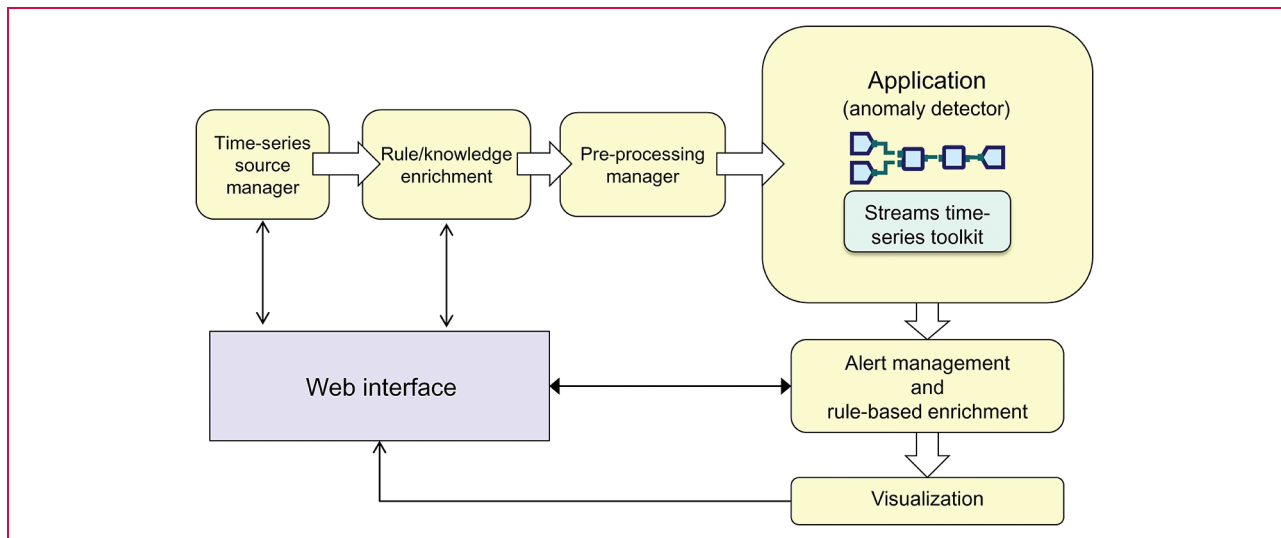 Time-series
source
manager
Rule/knowledge
enrichment
Pre-processing
manager
Application
(anomaly detector)
Streams time-
series toolkit
Web interface
Alert management
and
rule-based enrichment
Visualization